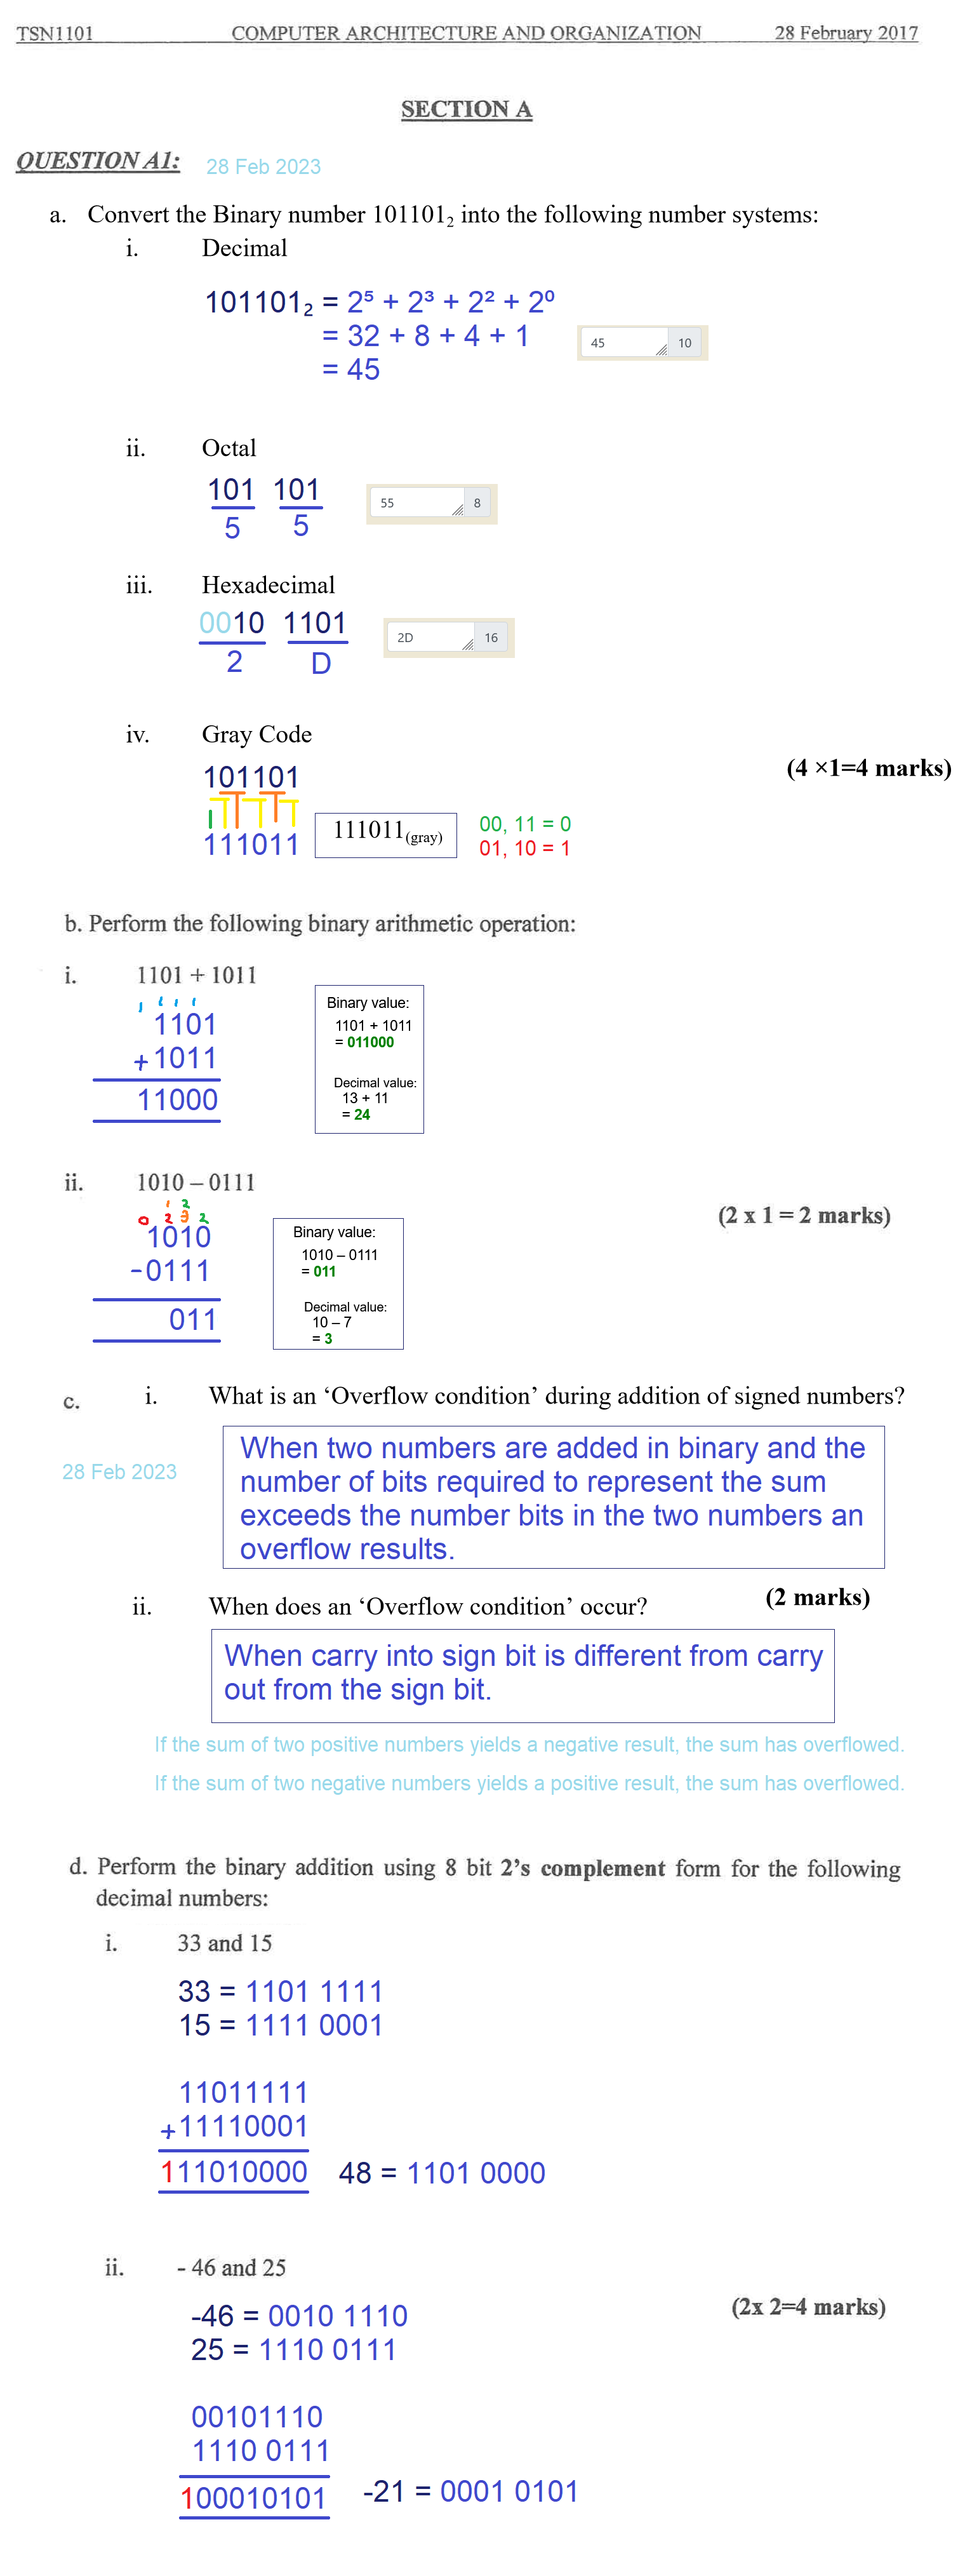 TSN1101 COMPUTER ARCHITECTURE AND ORGANIZATION 28 February 2017
SECTION A
QUESTION A1: 28 Feb 2023
a. Convert the Binary number 101101₂ into the following number systems:
i. Decimal
101101₂ = 2⁵ + 2³ + 2² + 2⁰
= 32 + 8 + 4 + 1
45 10
= 45
ii. Octal
101 101
55 8
5 5
iii. Hexadecimal
0010 1101
2D 16
2 D
iv. Gray Code
(4 ×1=4 marks)
101101
111011
111011(gray)
00, 11 = 0
01, 10 = 1
b. Perform the following binary arithmetic operation:
i. 1101 + 1011
1 1 1 1
1101
+1011
11000
Binary value:
1101 + 1011
= 011000
Decimal value:
13 + 11
= 24
ii. 1010 – 0111
(2 x 1 = 2 marks)
1 2
0 2 3 2
1010
-0111
011
Binary value:
1010 – 0111
= 011
Decimal value:
10 – 7
= 3
c. i. What is an ‘Overflow condition’ during addition of signed numbers?
28 Feb 2023
When two numbers are added in binary and the
number of bits required to represent the sum
exceeds the number bits in the two numbers an
overflow results.
(2 marks)
ii. When does an ‘Overflow condition’ occur?
When carry into sign bit is different from carry
out from the sign bit.
If the sum of two positive numbers yields a negative result, the sum has overflowed.
If the sum of two negative numbers yields a positive result, the sum has overflowed.
d. Perform the binary addition using 8 bit 2’s complement form for the following
decimal numbers:
i. 33 and 15
33 = 1101 1111
15 = 1111 0001
11011111
+11110001
111010000 48 = 1101 0000
ii. - 46 and 25
(2x 2=4 marks)
-46 = 0010 1110
25 = 1110 0111
00101110
1110 0111
100010101 -21 = 0001 0101